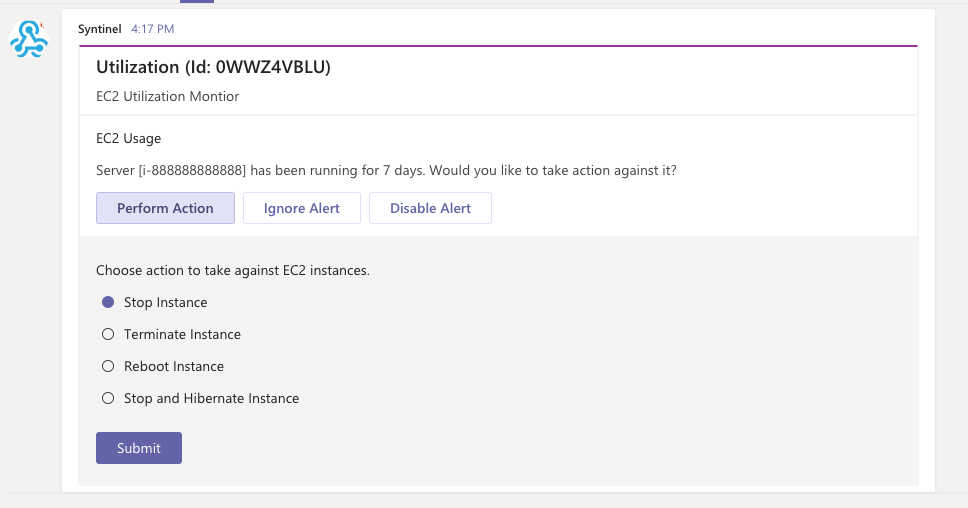 Syntinel 4:17 PM
Utilization (Id: 0WWZ4VBLU)
EC2 Utilization Montior
EC2 Usage
Server [i-888888888888] has been running for 7 days. Would you like to take action against it?
Perform Action Ignore Alert Disable Alert
Choose action to take against EC2 instances.
Stop Instance
Terminate Instance
Reboot Instance
Stop and Hibernate Instance
Submit